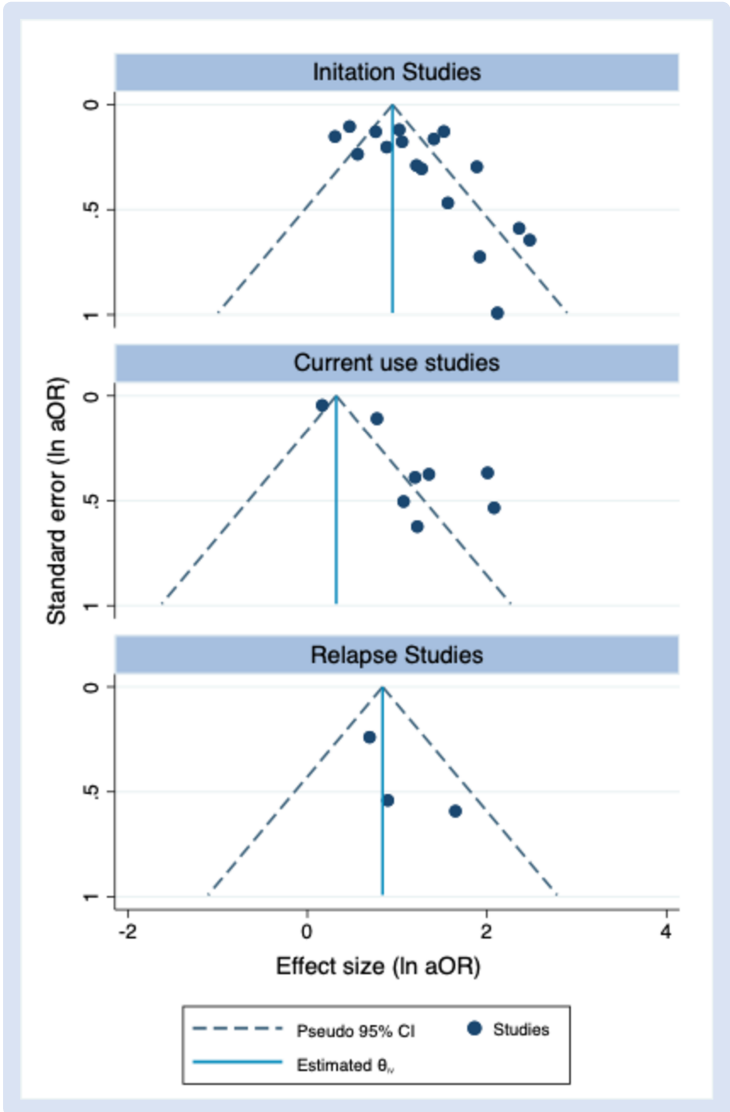 Initation Studies
0
.5
1
Current use studies
0
.5
1
Standard error (ln aOR)
Relapse Studies
0
.5
1
-2 0 2 4
Effect size (ln aOR)
Pseudo 95% CI Studies
Estimated θIV